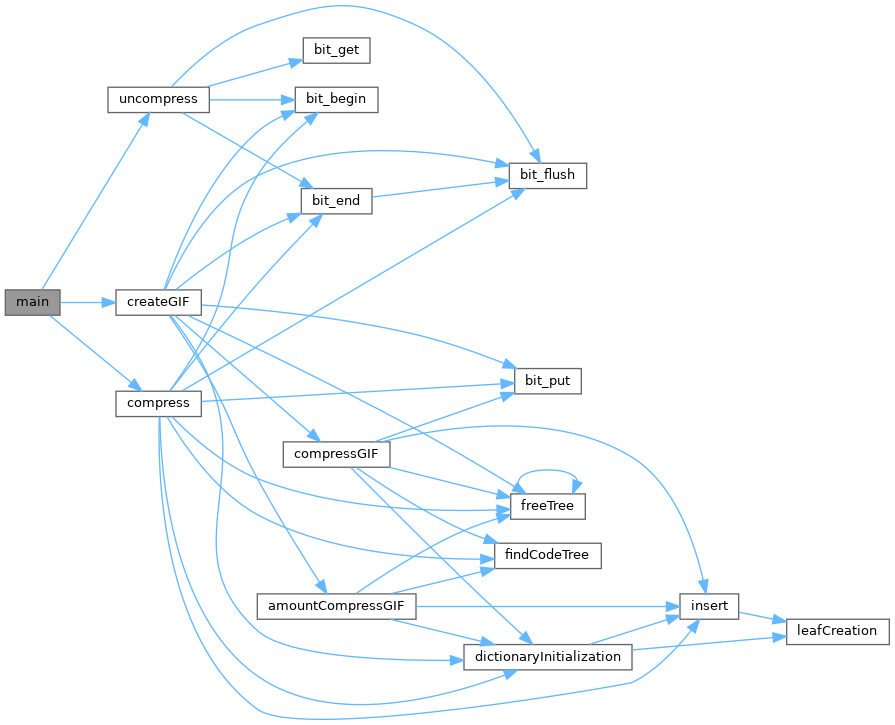 bit_get
uncompress
bit_begin
bit_flush
bit_end
main
createGIF
bit_put
compress
compressGIF
freeTree
findCodeTree
amountCompressGIF
insert
leafCreation
dictionaryInitialization